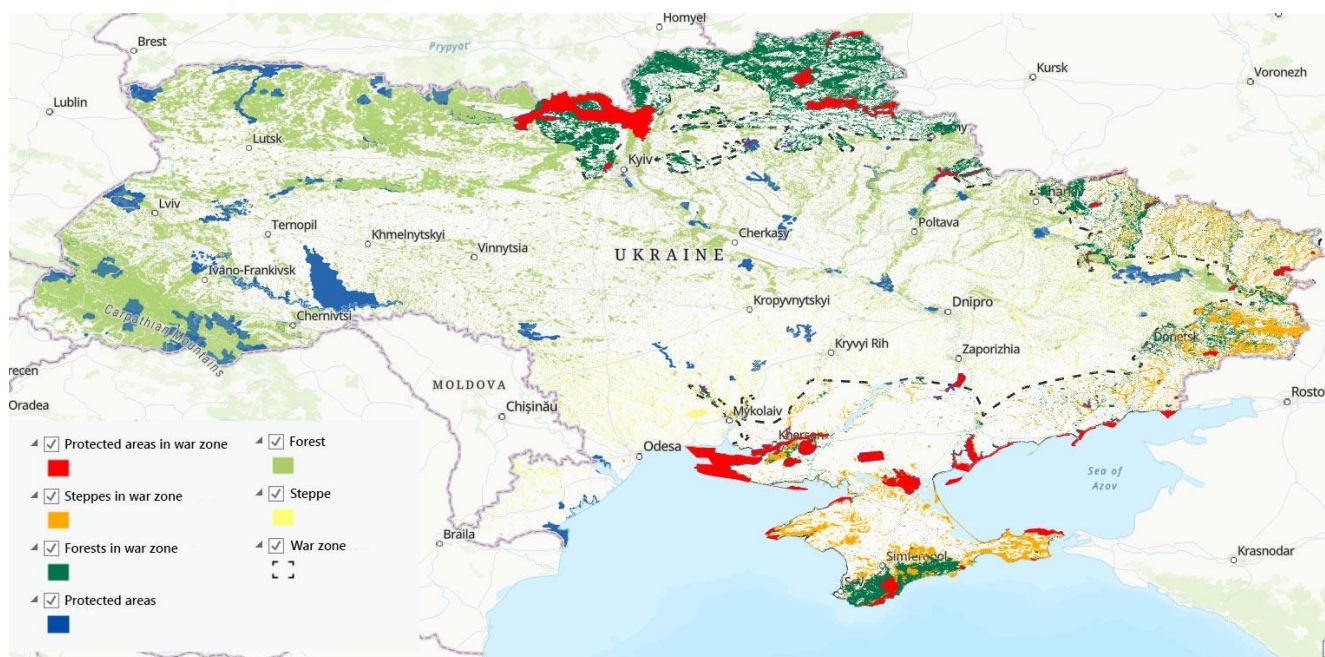 Homyel
Brest
Prypyat'
Kursk
Voronezh
Lublin
Lutsk
Kyiv
Lviv
Ternopil
Khmelnytskyi
Vinnytsia
Cherkasy
Poltava
UKRAINE
Ivano-Frankivsk
Kropyvnytskyi
Dnipro
Chernivtsi
Carpathian Mountains
Donetsk
Kryvyi Rih
Zaporizhia
recen
MOLDOVA
Oradea
Chișinău
Mykolaiv
Rosto
Kherson
Odesa
Sea of
Azov
Braila
Krasnodar
Simferopol
Protected areas in war zone
Steppes in war zone
Forests in war zone
Protected areas
Forest
Steppe
War zone